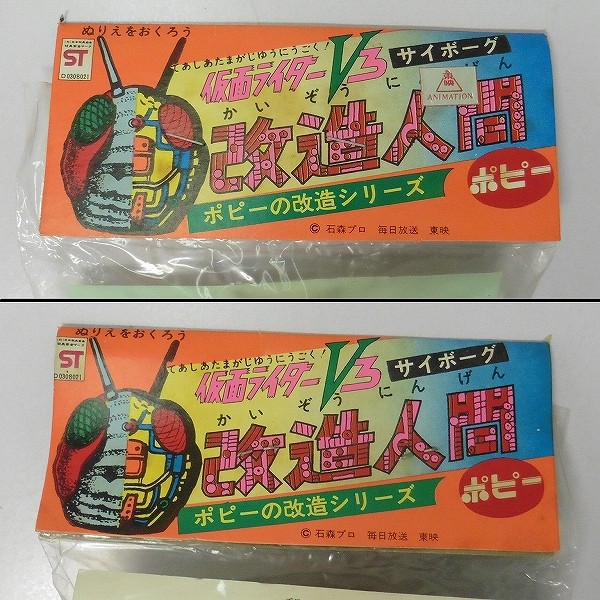 ぬりえをおくろう
ST
D0308021
てあしあたまがじゆうにうごく!
仮面ライダーV3
サイボーグ
東映
ANIMATION
かいぞうにんげん
改造人間
ポピーの改造シリーズ
ポピー
© 石森プロ 毎日放送 東映
ぬりえをおくろう
ST
D0308021
てあしあたまがじゆうにうごく!
仮面ライダーV3
サイボーグ
かいぞうにんげん
改造人間
ポピーの改造シリーズ
ポピー
© 石森プロ 毎日放送 東映